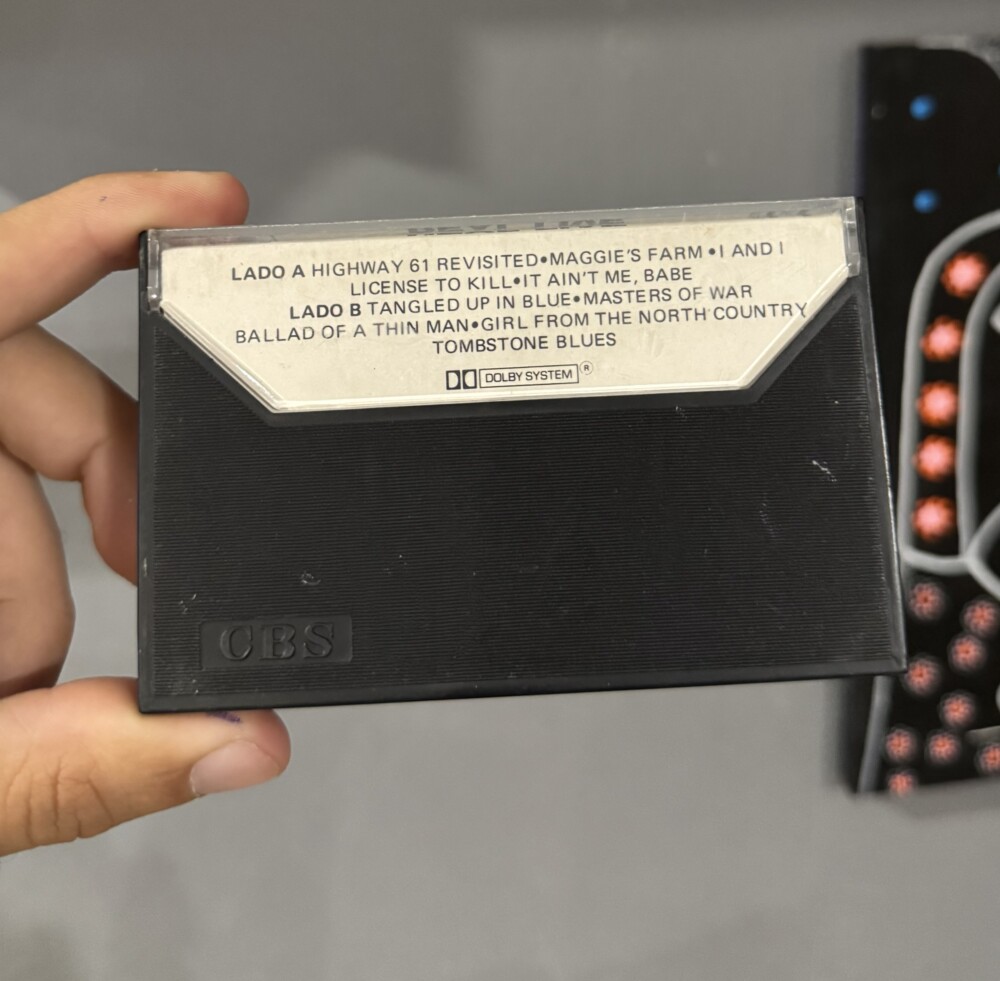 LADO A HIGHWAY 61 REVISITED•MAGGIE'S FARM •I AND I
LICENSE TO KILL•IT AIN'T ME, BABE
LADO B TANGLED UP IN BLUE•MASTERS OF WAR
BALLAD OF A THIN MAN•GIRL FROM THE NORTH COUNTRY
TOMBSTONE BLUES
DOLBY SYSTEM ®
CBS